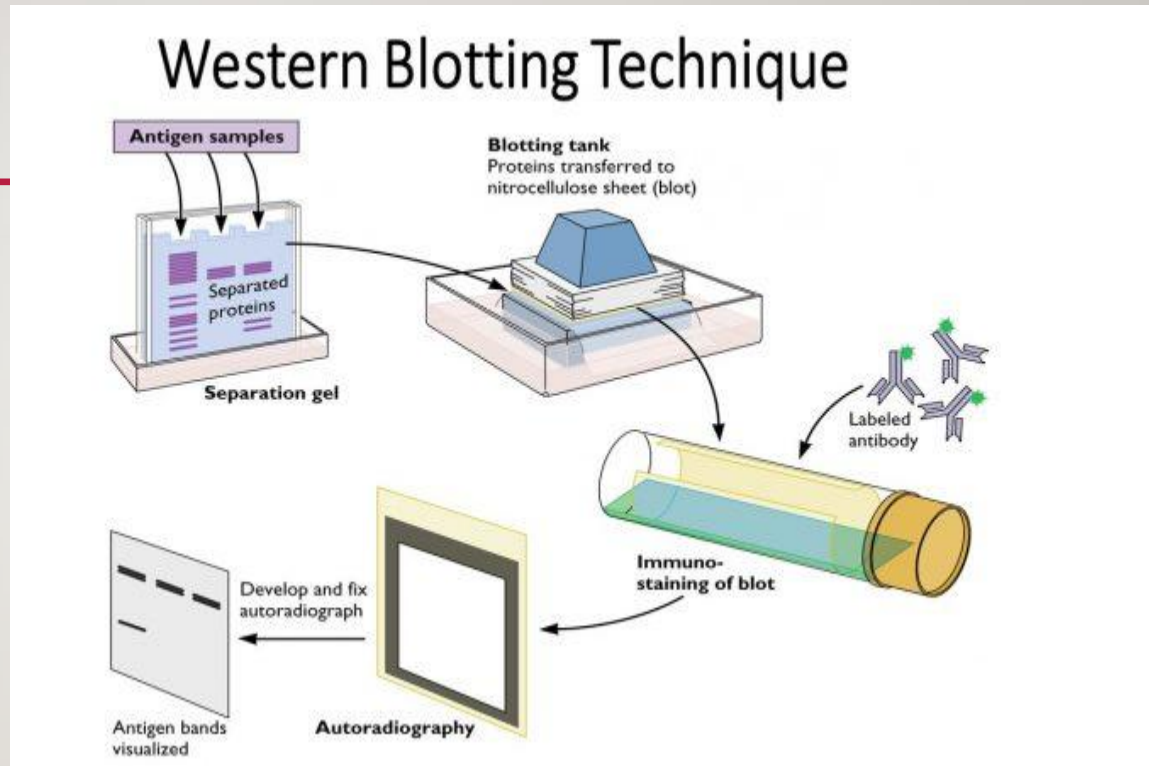 Western Blotting Technique
Antigen samples
Blotting tank
Proteins transferred to
nitrocellulose sheet (blot)
Separated
proteins
Separation gel
Labeled
antibody
Immuno-
staining of blot
Develop and fix
autoradiograph
Autoradiography
Antigen bands
visualized